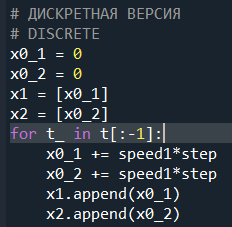 # ДИСКРЕТНАЯ ВЕРСИЯ
# DISCRETE
x0_1 = 0
x0_2 = 0
x1 = [x0_1]
x2 = [x0_2]
for t_ in t[:-1]:
    x0_1 += speed1*step
    x0_2 += speed1*step
    x1.append(x0_1)
    x2.append(x0_2)